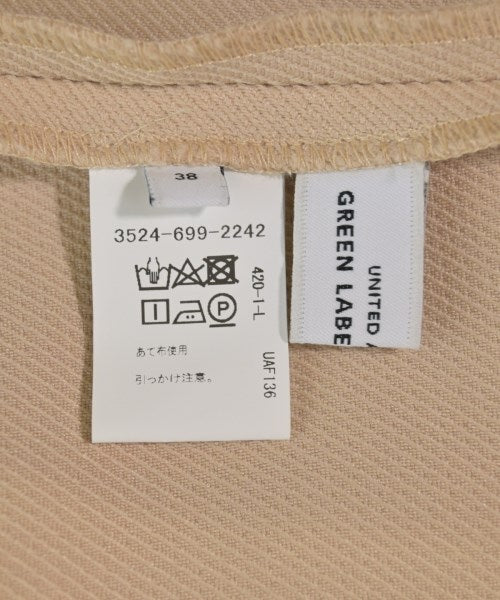 38
3524-699-2242
420-1-L
あて布使用
引っかけ注意。
UAF136
UNITED A
GREEN LABE